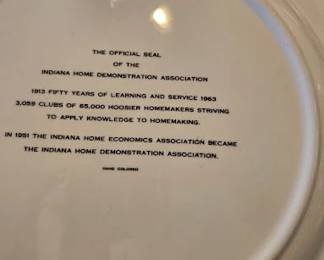 THE OFFICIAL SEAL
OF THE
INDIANA HOME DEMONSTRATION ASSOCIATION
1913 FIFTY YEARS OF LEARNING AND SERVICE 1963
3,059 CLUBS OF 65,000 HOOSIER HOMEMAKERS STRIVING
TO APPLY KNOWLEDGE TO HOMEMAKING.
IN 1951 THE INDIANA HOME ECONOMICS ASSOCIATION BECAME
THE INDIANA HOME DEMONSTRATION ASSOCIATION.
HAND COLORED